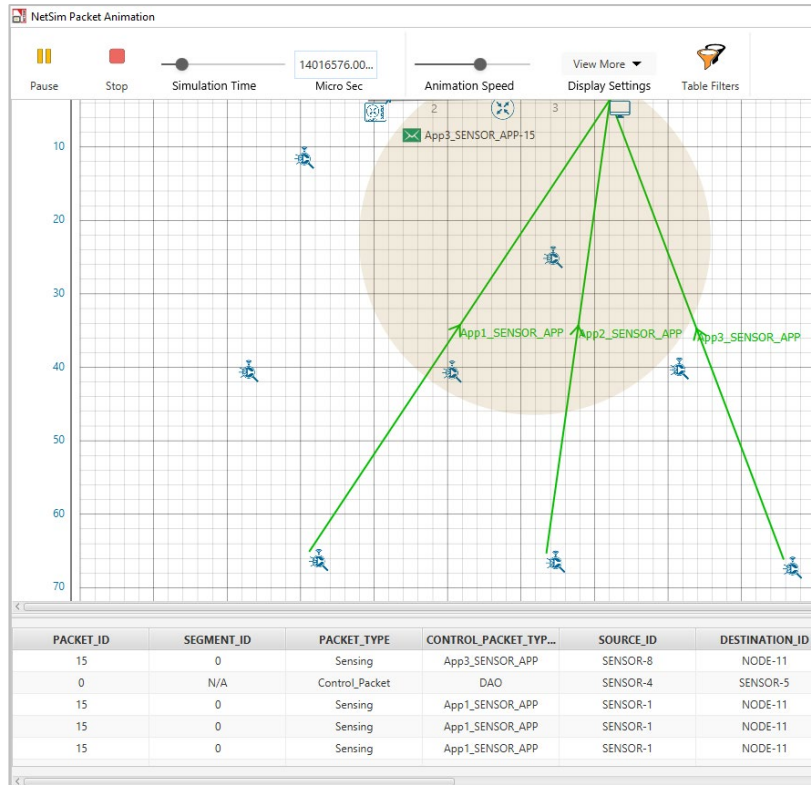 NetSim Packet Animation
14016576.00...
View More
Pause Stop Simulation Time Micro Sec Animation Speed Display Settings Table Filters
2 3
App3_SENSOR_APP-15
10
20
30
App1_SENSOR_APP App2_SENSOR_APP App3_SENSOR_APP
40
50
60
70
PACKET_ID SEGMENT_ID PACKET_TYPE CONTROL_PACKET_TYP... SOURCE_ID DESTINATION_ID
15 0 Sensing App3_SENSOR_APP SENSOR-8 NODE-11
0 N/A Control_Packet DAO SENSOR-4 SENSOR-5
15 0 Sensing App1_SENSOR_APP SENSOR-1 NODE-11
15 0 Sensing App1_SENSOR_APP SENSOR-1 NODE-11
15 0 Sensing App1_SENSOR_APP SENSOR-1 NODE-11